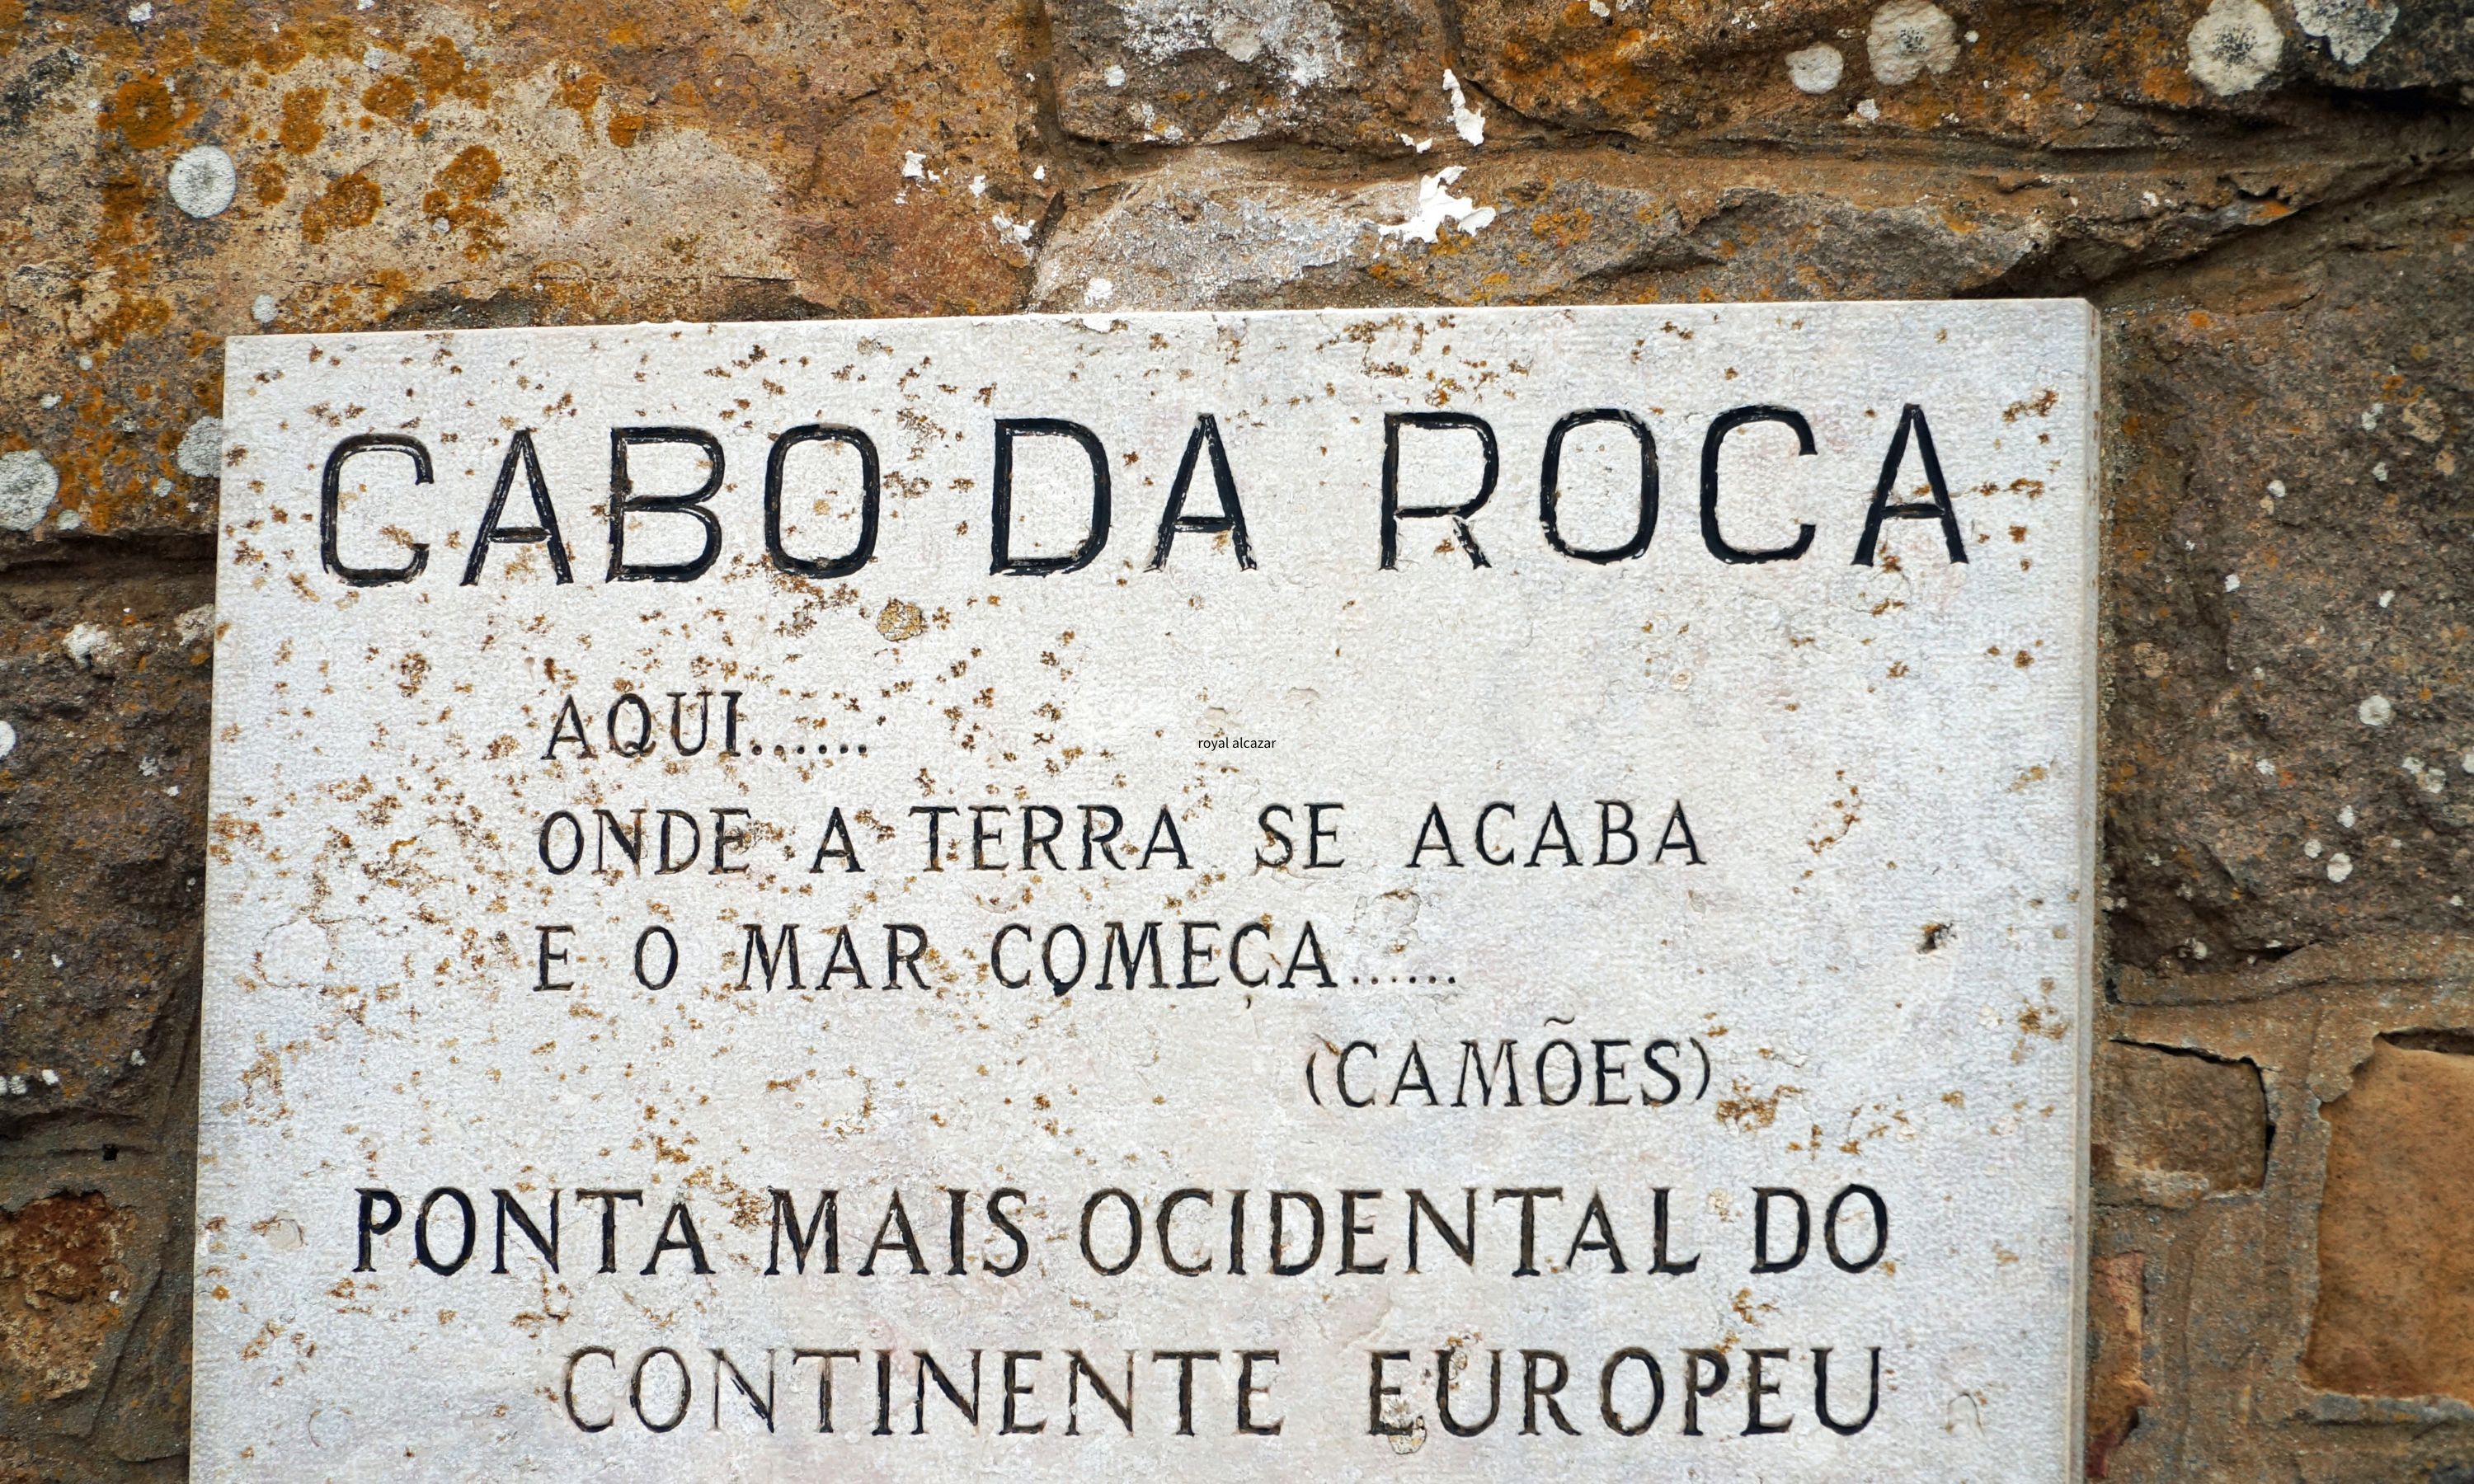 CABO DA ROCA
AQUI......
royal alcazar
ONDE A TERRA SE ACABA
E O MAR COMEÇA......
(CAMÕES)
PONTA MAIS OCIDENTAL DO
CONTINENTE EUROPEU